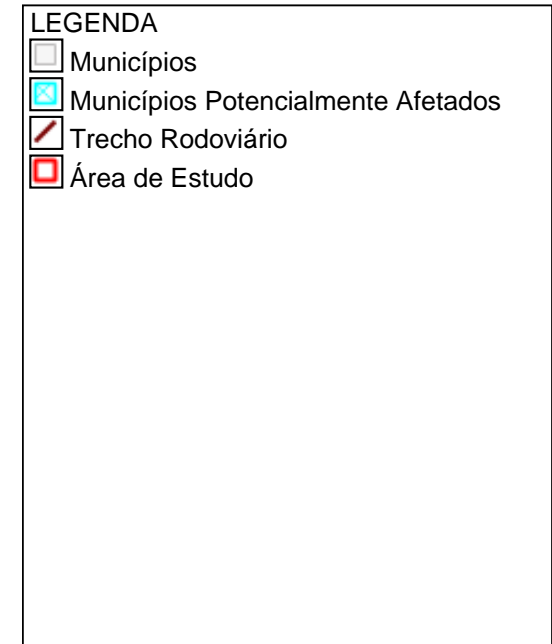 LEGENDA
Municípios
Municípios Potencialmente Afetados
Trecho Rodoviário
Área de Estudo